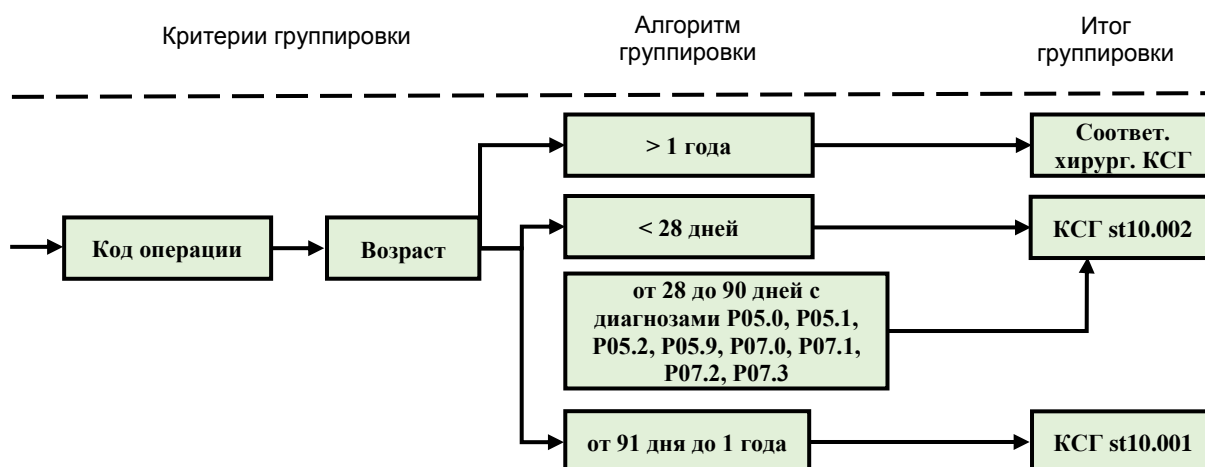 Критерии группировки
Алгоритм
группировки
Итог
группировки
> 1 года
Соответ.
хирург. КСГ
Код операции
Возраст
< 28 дней
КСГ st10.002
от 28 до 90 дней с
диагнозами P05.0, P05.1,
P05.2, P05.9, P07.0, P07.1,
P07.2, P07.3
от 91 дня до 1 года
КСГ st10.001